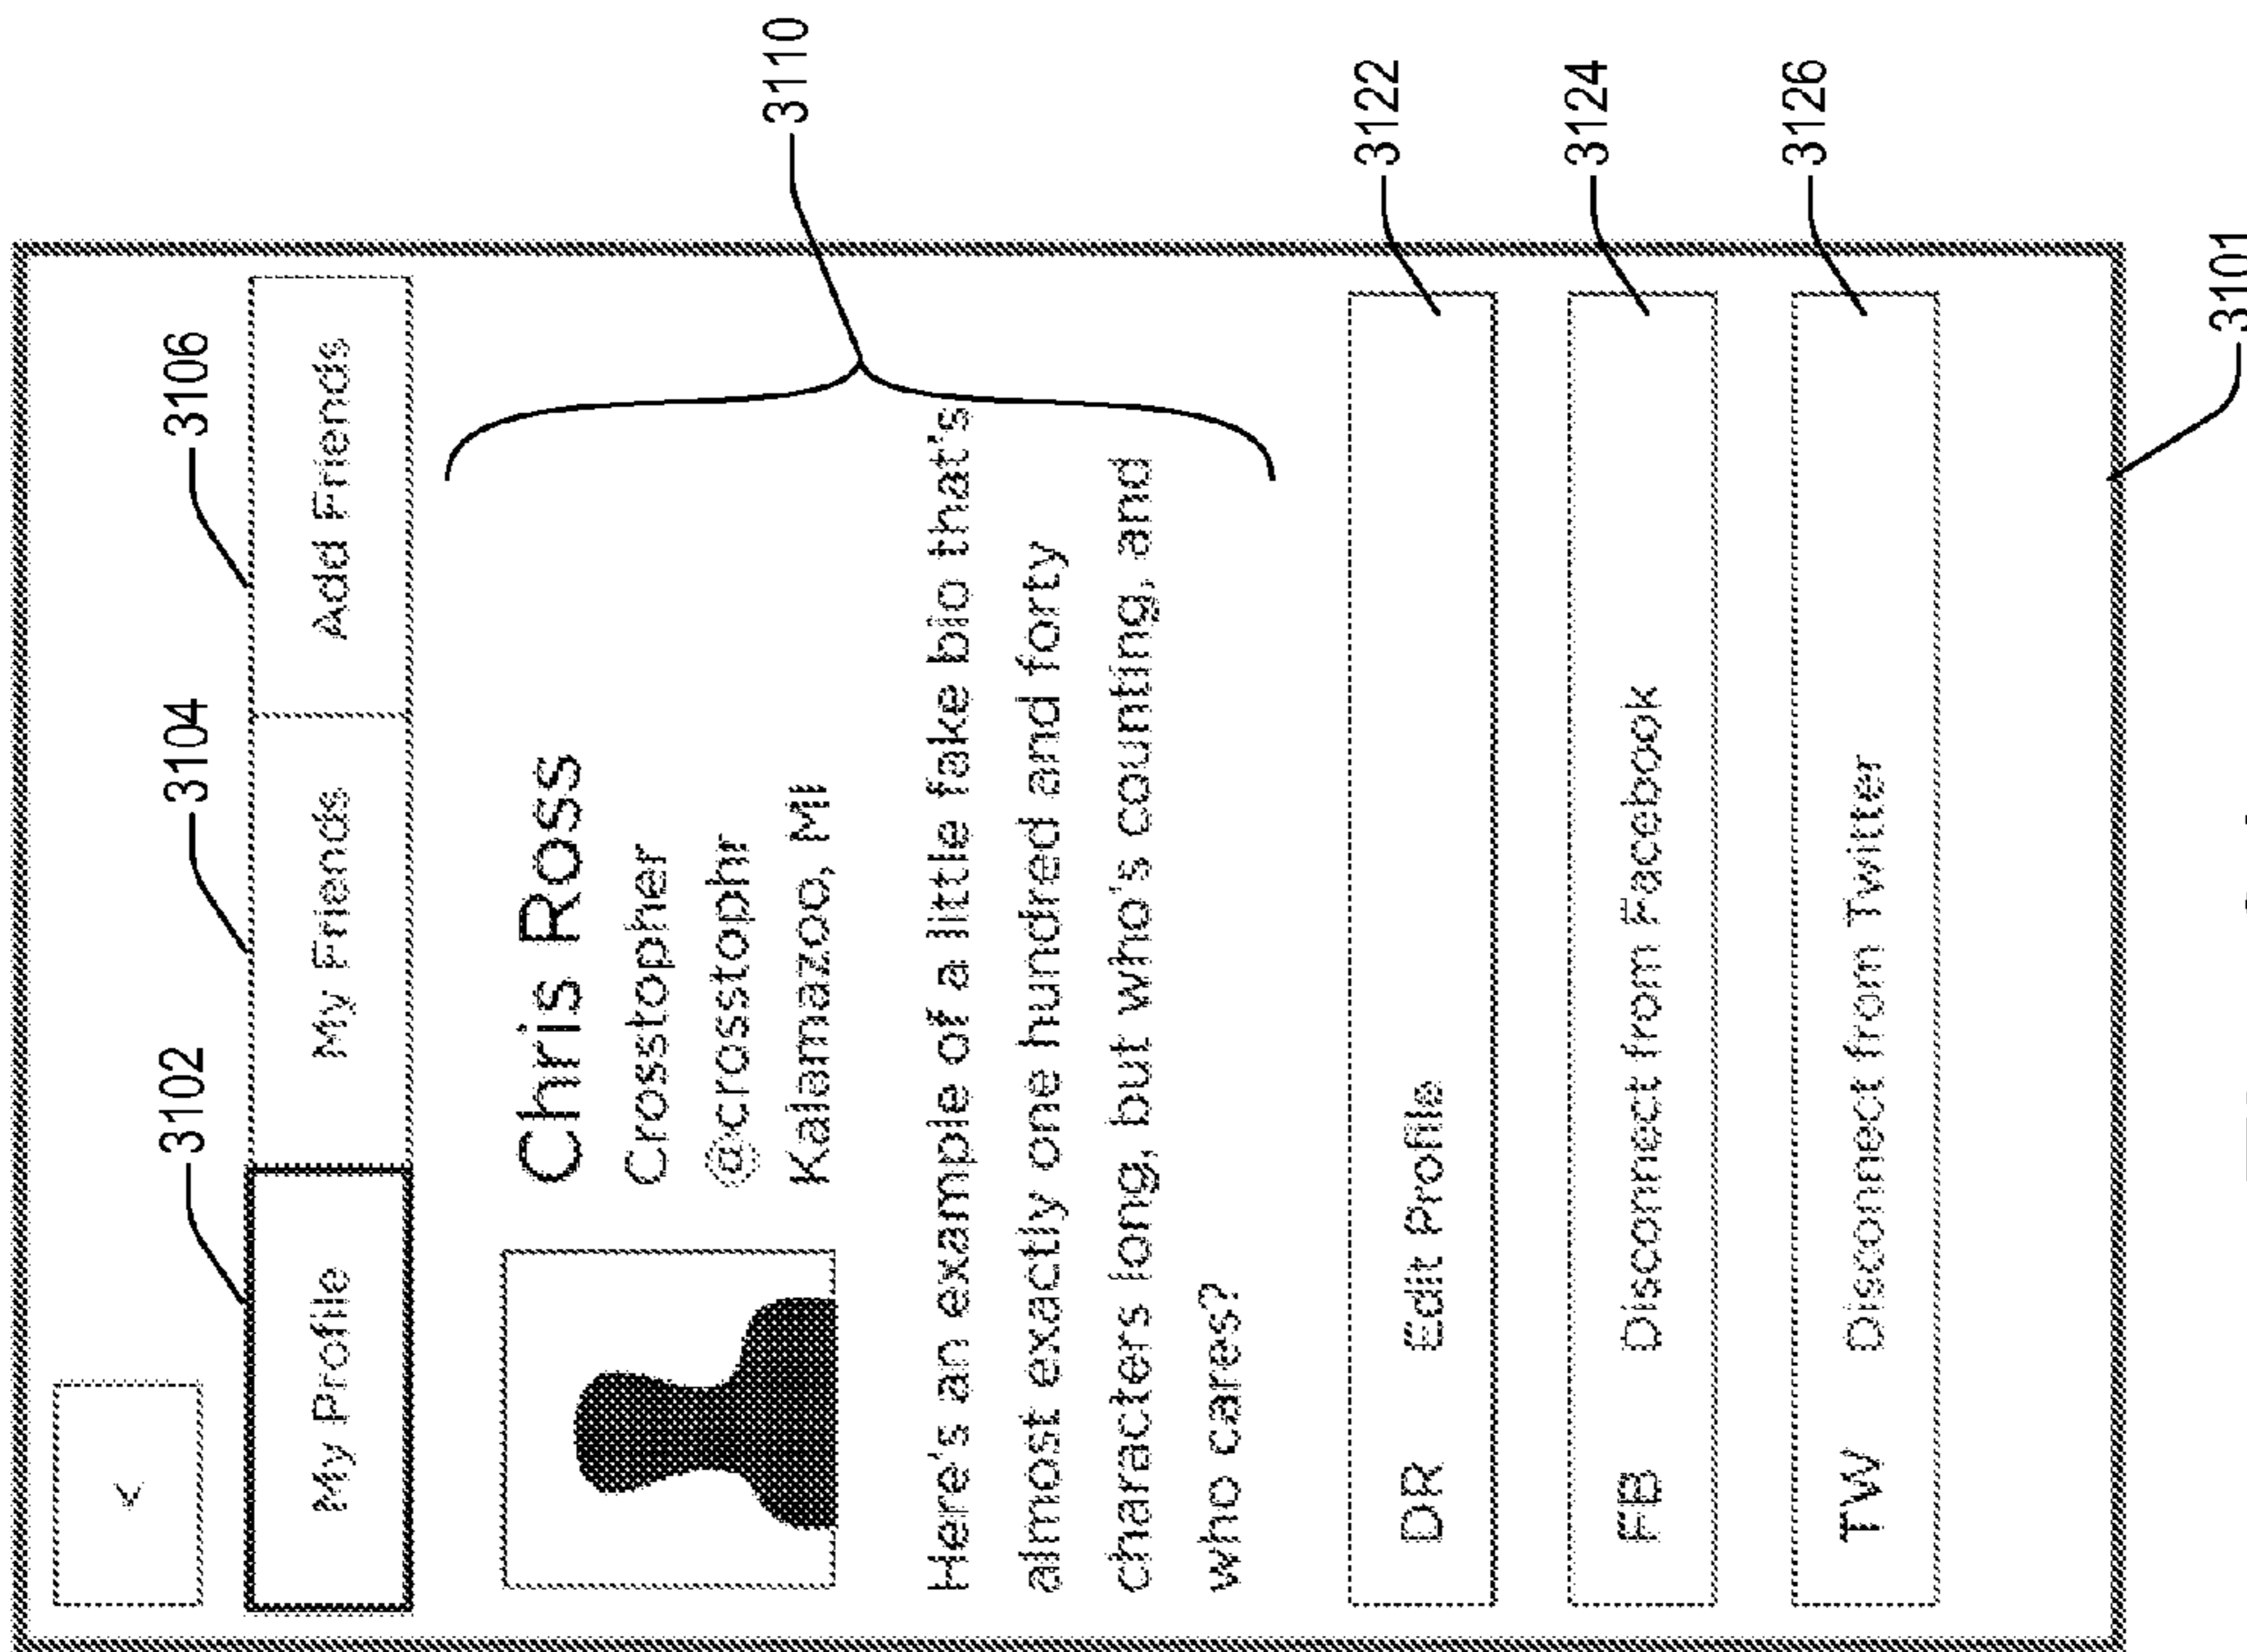 <
3102
3104
3106
My Profile
My Friends
Add Friends
Chris Ross
Crosstopher
@crosstophr
Kalamazoo, MI
3110
Here's an example of a little fake bio that's
almost exactly one hundred and forty
characters long, but who's counting, and
who cares?
DR Edit Profile
3122
FB Disconnect from Facebook
3124
TW Disconnect from Twitter
3126
3101